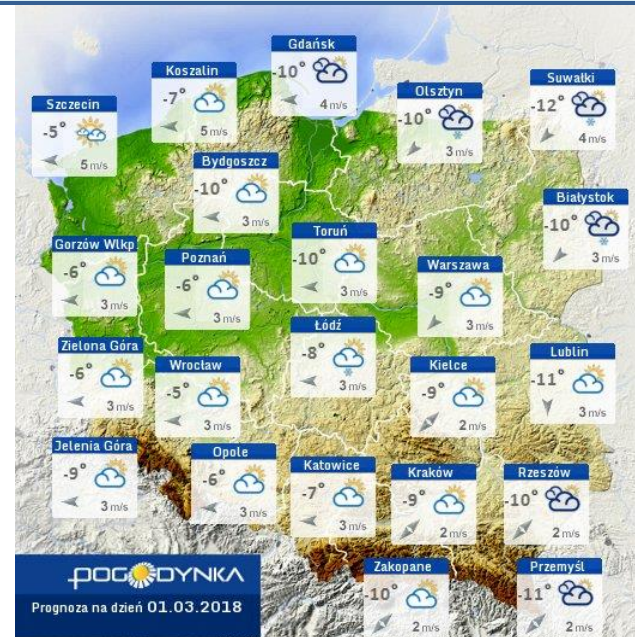 Gdańsk
-10°
4 m/s
Koszalin
-7°
5 m/s
Suwałki
-12°
4 m/s
Olsztyn
-10°
3 m/s
Szczecin
-5°
5 m/s
Bydgoszcz
-10°
3 m/s
Białystok
-10°
3 m/s
Toruń
-10°
3 m/s
Gorzów Wlkp
-6°
3 m/s
Poznań
-6°
3 m/s
Warszawa
-9°
3 m/s
Łódź
-8°
3 m/s
Zielona Góra
-6°
3 m/s
Wrocław
-5°
3 m/s
Kielce
-9°
2 m/s
Lublin
-11°
3 m/s
Jelenia Góra
-9°
3 m/s
Opole
-6°
3 m/s
Katowice
-7°
3 m/s
Kraków
-9°
2 m/s
Rzeszów
-10°
2 m/s
Zakopane
-10°
2 m/s
Przemyśl
-11°
2 m/s
POGODYNKA
Prognoza na dzień 01.03.2018